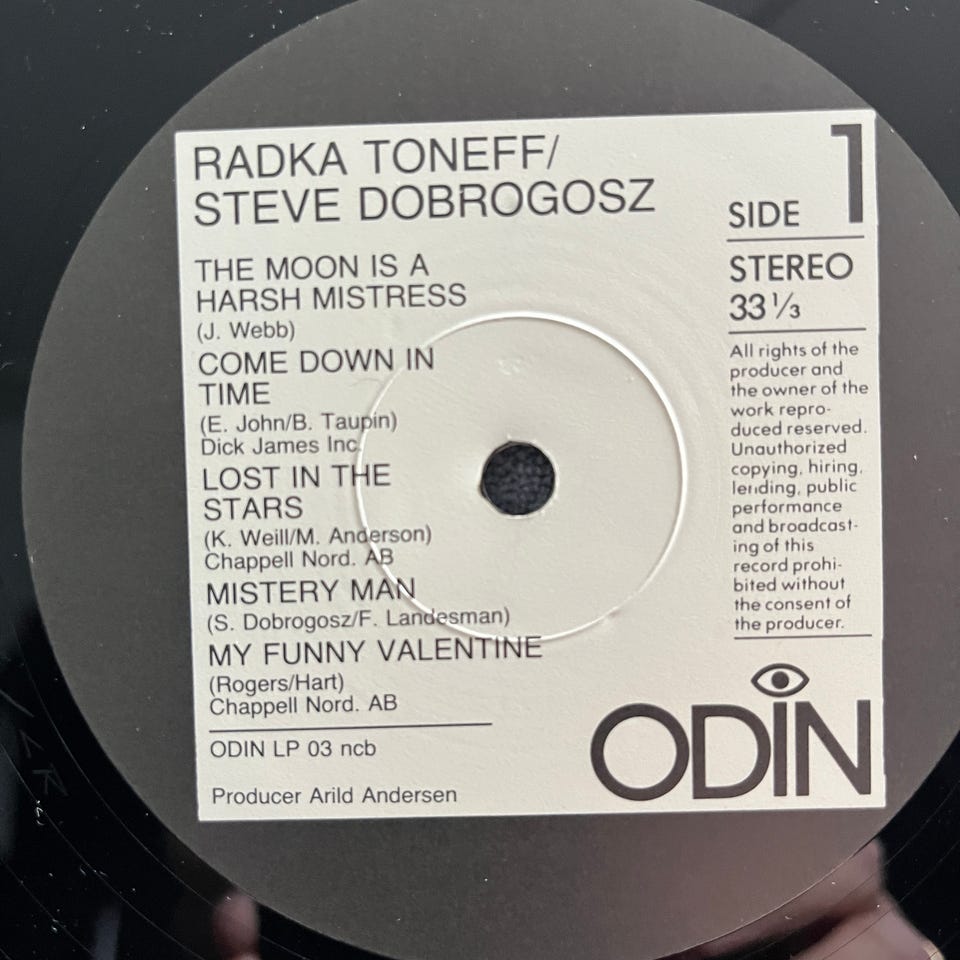 RADKA TONEFF/
STEVE DOBROGOSZ
THE MOON IS A
HARSH MISTRESS
(J. Webb)
COME DOWN IN
TIME
(E. John/B. Taupin)
Dick James Inc.
LOST IN THE
STARS
(K. Weill/M. Anderson)
Chappell Nord. AB
MISTERY MAN
(S. Dobrogosz/F. Landesman)
MY FUNNY VALENTINE
(Rogers/Hart)
Chappell Nord. AB
ODIN LP 03 ncb
Producer Arild Andersen
SIDE 1
STEREO
33 1/3
All rights of the
producer and
the owner of the
work repro-
duced reserved.
Unauthorized
copying, hiring,
lending, public
performance
and broadcast-
ing of this
record prohi-
bited without
the consent of
the producer.
ODIN